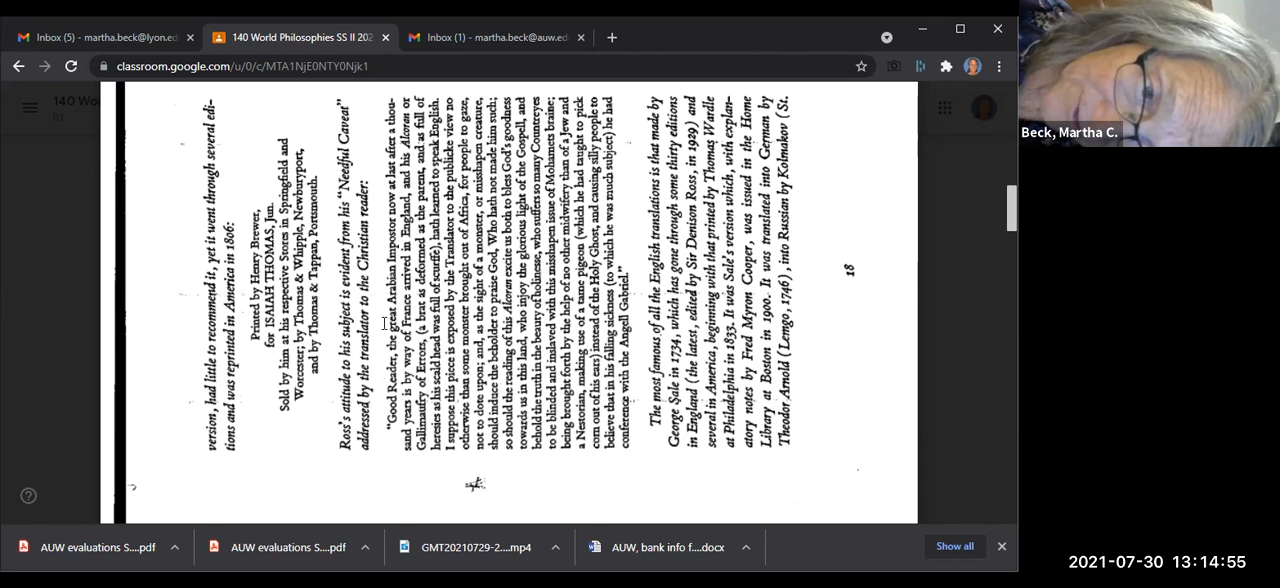 Inbox (5) - martha.beck@lyon.ed
140 World Philosophies SS II 202
Inbox (1) - martha.beck@auw.ed
classroom.google.com/u/0/c/MTA1NjE0NTY0Njk1
140 Wo
01
version, had little to recommend it, yet it went through several edi-
tions and was reprinted in America in 1806:
Printed by Henry Brewer,
for ISAIAH THOMAS, Jun.
Sold by him at his respective Stores in Springfield and
Worcester; by Thomas & Whipple, Newburyport,
and by Thomas & Tappan, Portsmouth.
Ross's attitude to his subject is evident from his "Needful Caveat"
addressed by the translator to the Christian reader:
"Good Reader, the great Arabian Impostor now at last after a thou-
sand years is by way of France arrived in England, and his Alcoran or
Gallimaufry of Errors, (a brat as deformed as the parent, and as full of
heresies as his scald head was full of scurffe), hath learned to speak English.
I suppose this piece is exposed by the Translator to the publicke view no
otherwise than some monster brought out of Africa, for people to gaze,
not to dote upon; and, as the sight of a monster, or misshapen creature,
should induce the beholder to praise God, Who hath not made him such;
so should the reading of this Alcoran excite us both to bless God's goodness
towards us in this land, who injoy the glorious light of the Gospell, and
behold the truth in the beauty of holinesse, who suffers so many Countreyes
to be blinded and inslaved with this misshapen issue of Mohamets braine;
being brought forth by the help of no other midwifery than of a Jew and
a Nestorian, making use of a tame pigeon (which he had taught to pick
corn out of his ears) instead of the Holy Ghost, and causing silly people to
believe that in his falling sickness (to which he was much subject) he had
conference with the Angell Gabriel."
The most famous of all the English translations is that made by
George Sale in 1734, which has gone through some thirty editions
in England (the latest, edited by Sir Denison Ross, in 1929) and
several in America, beginning with that printed by Thomas Wardle
at Philadelphia in 1833. It was Sale's version which, with explan-
atory notes by Fred Myron Cooper, was issued in the Home
Library at Boston in 1900. It was translated into German by
Theodor Arnold (Lemgo, 1746), into Russian by Kolmakov (St.
18
Beck, Martha C.
AUW evaluations S....pdf
AUW evaluations S....pdf
GMT20210729-2....mp4
AUW, bank info f....docx
Show all
2021-07-30 13:14:55